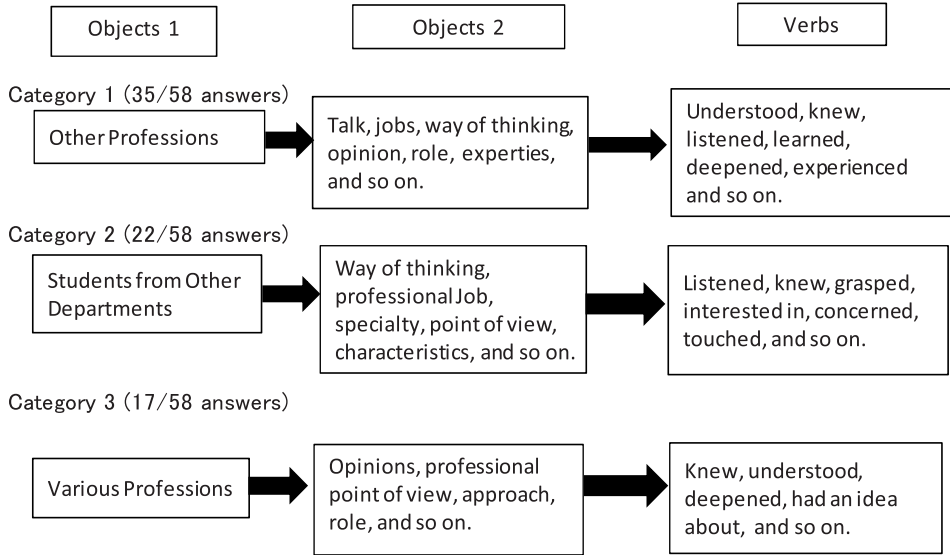 Objects 1
Objects 2
Verbs
Category 1 (35/58 answers)
Other Professions
Talk, jobs, way of thinking,
opinion, role, experties,
and so on.
Understood, knew,
listened, learned,
deepened, experienced
and so on.
Category 2 (22/58 answers)
Students from Other
Departments
Way of thinking,
professional Job,
specialty, point of view,
characteristics, and so on.
Listened, knew, grasped,
interested in, concerned,
touched, and so on.
Category 3 (17/58 answers)
Various Professions
Opinions, professional
point of view, approach,
role, and so on.
Knew, understood,
deepened, had an idea
about, and so on.